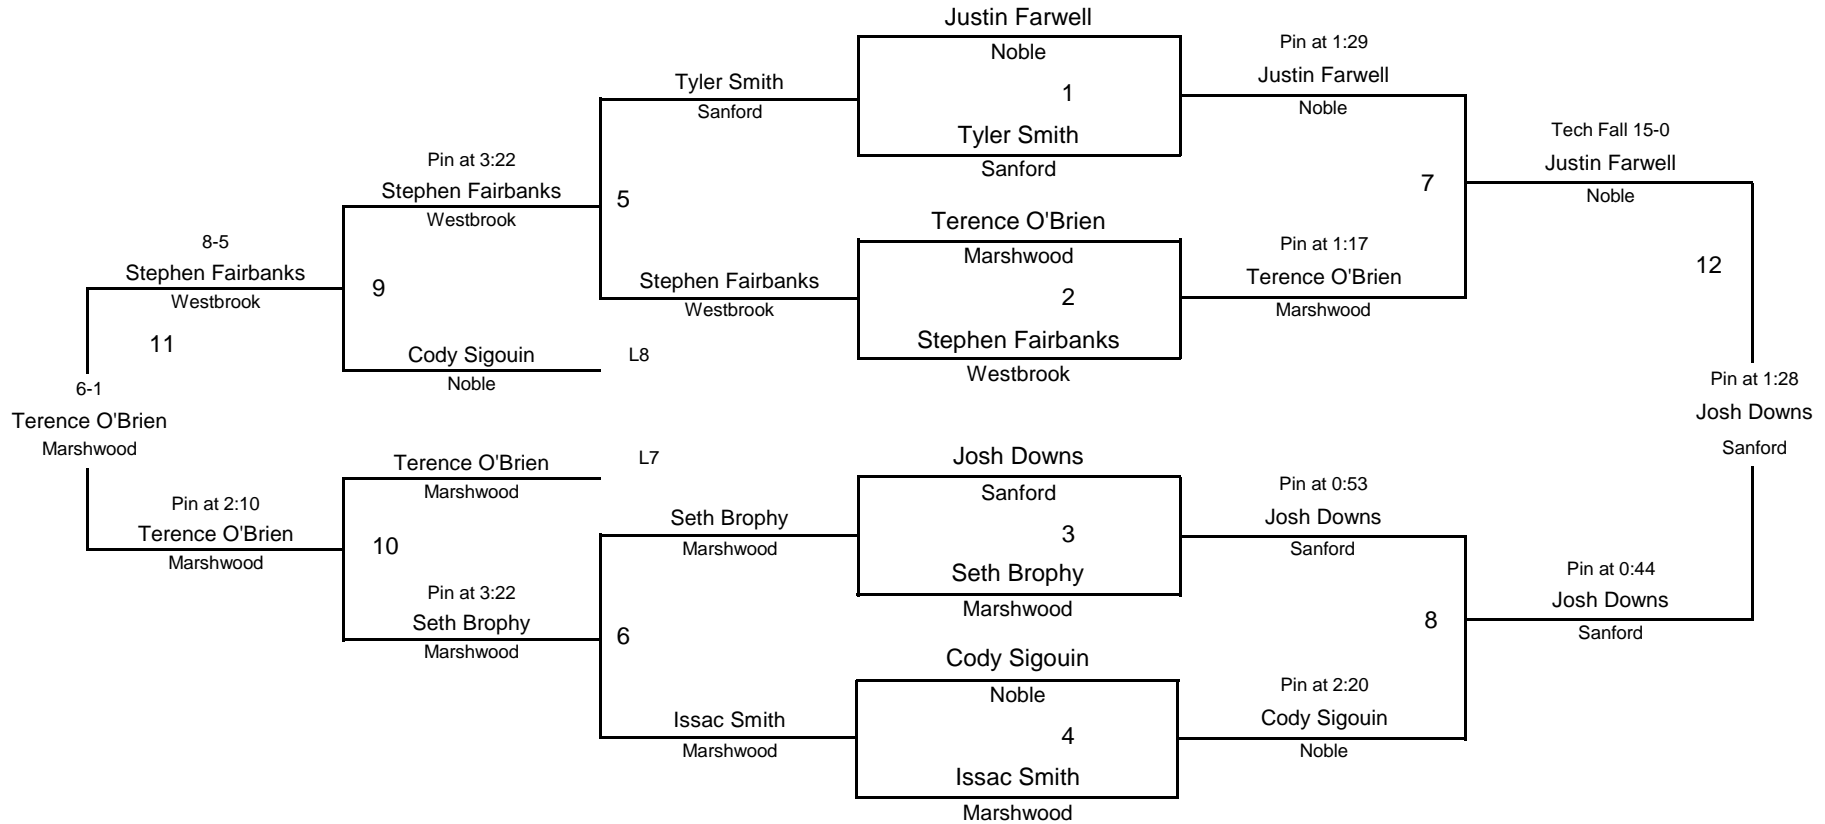 Justin Farwell
Noble
1
Tyler Smith
Sanford
Terence O'Brien
Marshwood
2
Stephen Fairbanks
Westbrook
Josh Downs
Sanford
3
Seth Brophy
Marshwood
Cody Sigouin
Noble
4
Issac Smith
Marshwood
Pin at 1:29
Justin Farwell
Noble
7
Pin at 1:17
Terence O'Brien
Marshwood
Pin at 0:53
Josh Downs
Sanford
8
Pin at 2:20
Cody Sigouin
Noble
Tech Fall 15-0
Justin Farwell
Noble
12
Pin at 1:28
Josh Downs
Sanford
Pin at 0:44
Josh Downs
Sanford
Tyler Smith
Sanford
5
Stephen Fairbanks
Westbrook
L8
L7
Seth Brophy
Marshwood
6
Issac Smith
Marshwood
Pin at 3:22
Stephen Fairbanks
Westbrook
9
Cody Sigouin
Noble
Terence O'Brien
Marshwood
10
Pin at 3:22
Seth Brophy
Marshwood
8-5
Stephen Fairbanks
Westbrook
11
6-1
Terence O'Brien
Marshwood
Pin at 2:10
Terence O'Brien
Marshwood